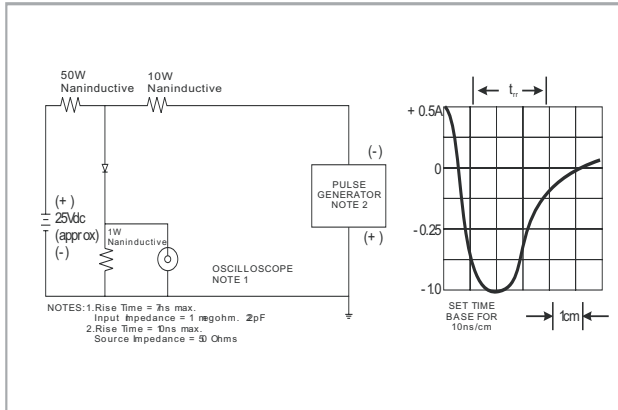 50W
Naninductive
10W
Naninductive
(+)
25Vdc
(approx)
(-)
1W
Naninductive
OSCILLOSCOPE
NOTE 1
(-)
PULSE
GENERATOR
NOTE 2
(+)
trr
+ 0.5A
0
- 0.25
- 1.0
SET TIME
BASE FOR
10ns/cm
1cm
NOTES: 1.Rise Time = 7ns max.
Input Impedance = 1 megohm. 22pF
2.Rise Time = 10ns max.
Source Impedance = 50 Ohms